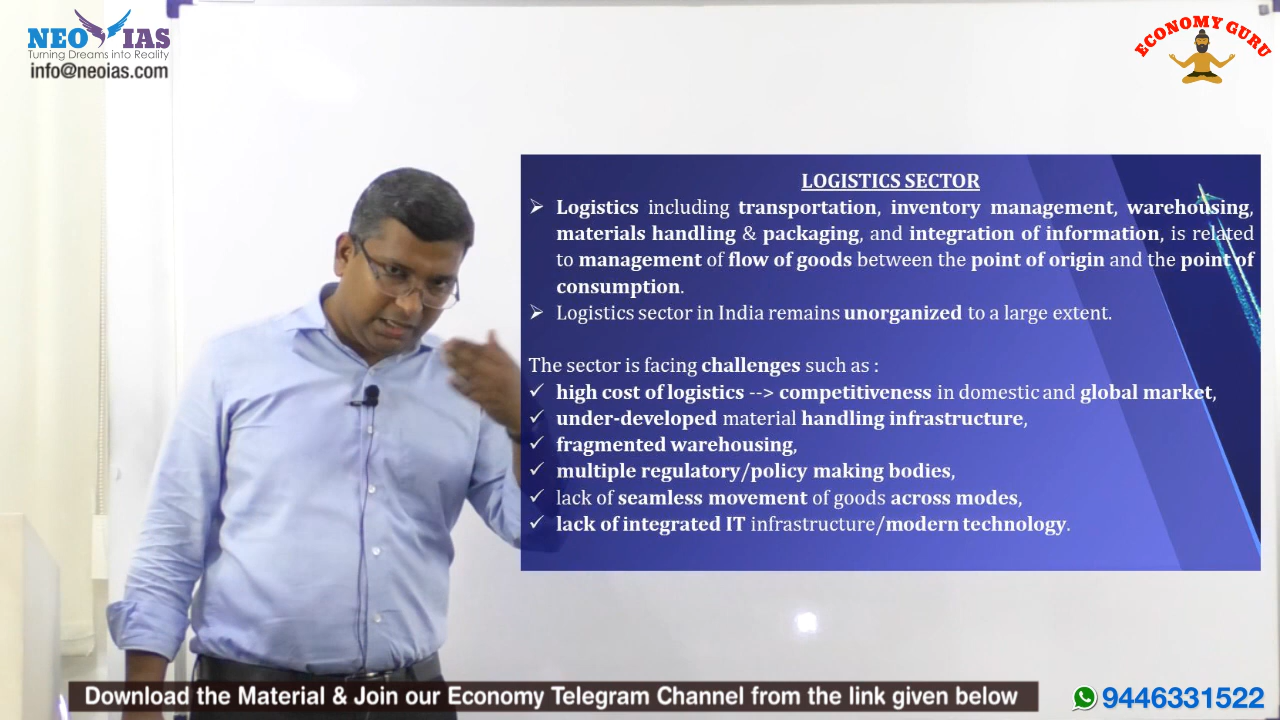 NEO IAS
Turning Dreams into Reality
info@neoias.com
ECONOMY GURU
LOGISTICS SECTOR
➢ Logistics including transportation, inventory management, warehousing,
materials handling & packaging, and integration of information, is related
to management of flow of goods between the point of origin and the point of
consumption.
➢ Logistics sector in India remains unorganized to a large extent.
The sector is facing challenges such as :
✓ high cost of logistics --> competitiveness in domestic and global market,
✓ under-developed material handling infrastructure,
✓ fragmented warehousing,
✓ multiple regulatory/policy making bodies,
✓ lack of seamless movement of goods across modes,
✓ lack of integrated IT infrastructure/modern technology.
Download the Material & Join our Economy Telegram Channel from the link given below
9446331522